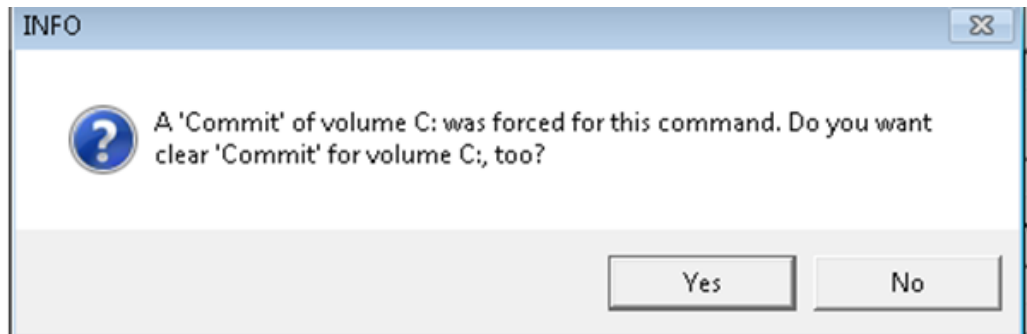 INFO
A 'Commit' of volume C: was forced for this command. Do you want
clear 'Commit' for volume C:, too?
Yes
No